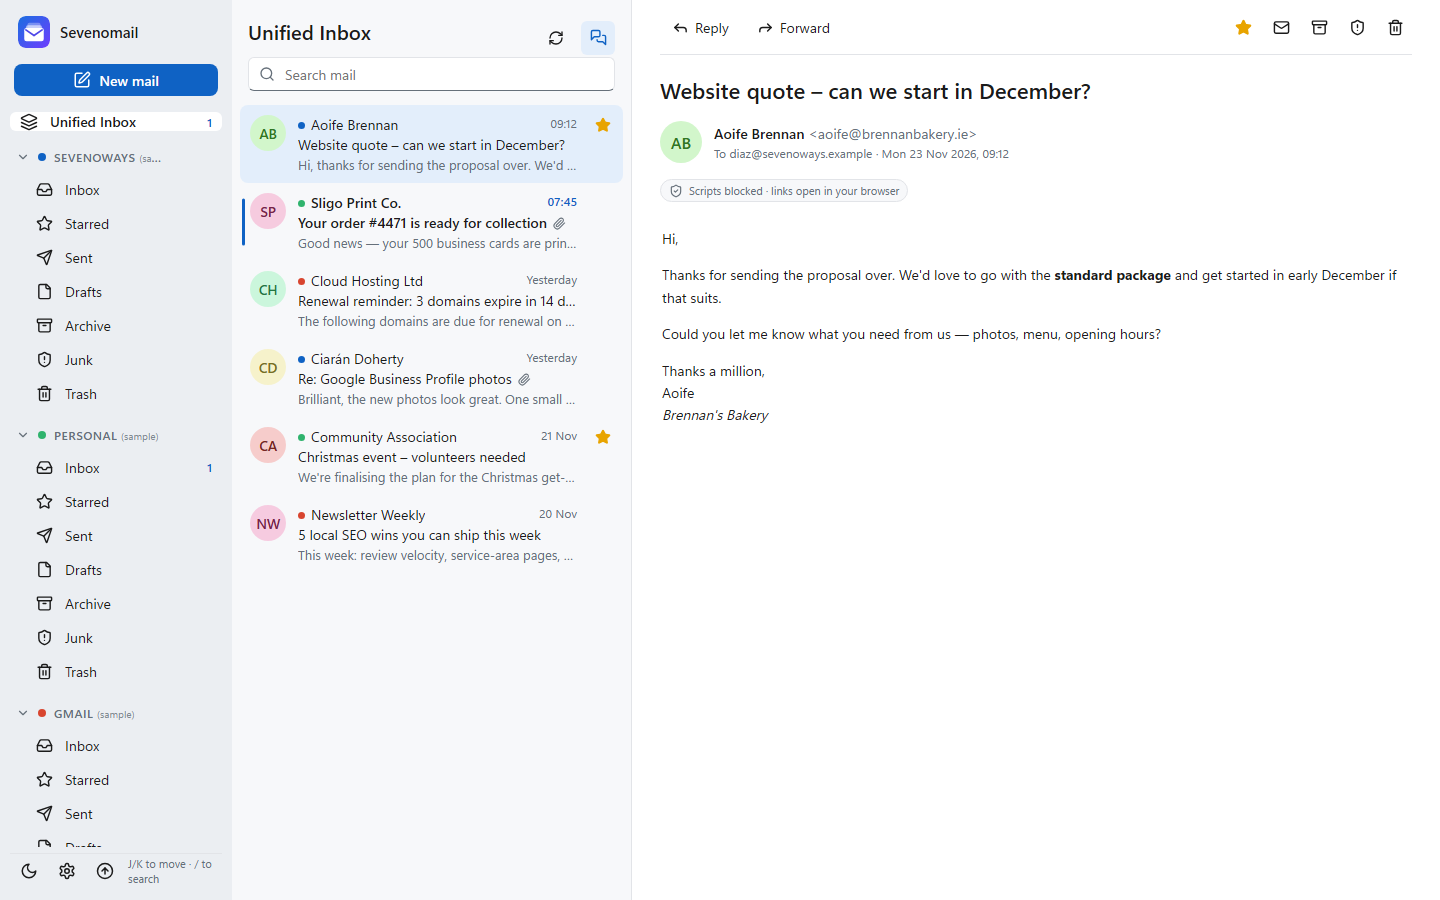 Sevenomail
New mail
Unified Inbox 1
SEVENOWAYS (sa...
Inbox
Starred
Sent
Drafts
Archive
Junk
Trash
PERSONAL (sample)
Inbox 1
Starred
Sent
Drafts
Archive
Junk
Trash
GMAIL (sample)
Inbox
Starred
Sent
Drafts
J/K to move · / to
search
Unified Inbox
Search mail
AB Aoife Brennan 09:12
Website quote – can we start in December?
Hi, thanks for sending the proposal over. We'd ...
SP Sligo Print Co. 07:45
Your order #4471 is ready for collection
Good news — your 500 business cards are prin...
CH Cloud Hosting Ltd Yesterday
Renewal reminder: 3 domains expire in 14 d...
The following domains are due for renewal on ...
CD Ciarán Doherty Yesterday
Re: Google Business Profile photos
Brilliant, the new photos look great. One small ...
CA Community Association 21 Nov
Christmas event – volunteers needed
We're finalising the plan for the Christmas get-...
NW Newsletter Weekly 20 Nov
5 local SEO wins you can ship this week
This week: review velocity, service-area pages, ...
Reply Forward
Website quote – can we start in December?
AB Aoife Brennan <aoife@brennanbakery.ie>
To diaz@sevenoways.example · Mon 23 Nov 2026, 09:12
Scripts blocked · links open in your browser
Hi,
Thanks for sending the proposal over. We'd love to go with the standard package and get started in early December if
that suits.
Could you let me know what you need from us — photos, menu, opening hours?
Thanks a million,
Aoife
Brennan's Bakery